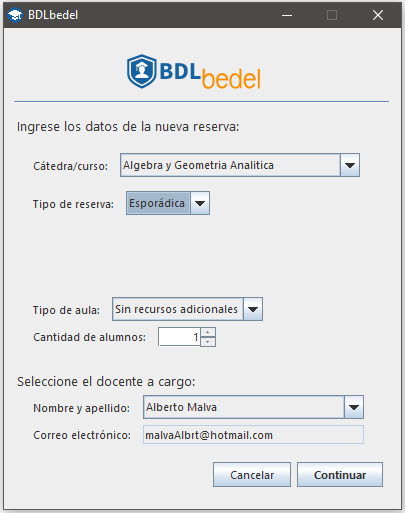 BDLbedel
BDLbedel
Ingrese los datos de la nueva reserva:
Cátedra/curso: Algebra y Geometria Analitica
Tipo de reserva: Esporádica
Tipo de aula: Sin recursos adicionales
Cantidad de alumnos: 1
Seleccione el docente a cargo:
Nombre y apellido: Alberto Malva
Correo electrónico: malvaAlbrt@hotmail.com
Cancelar Continuar